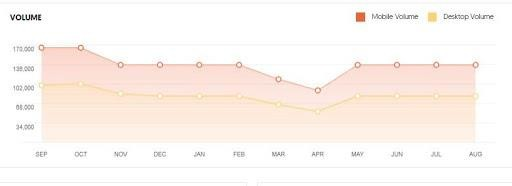 VOLUME
Mobile Volume
Desktop Volume
170,000
136,000
102,000
68,000
34,000
SEP OCT NOV DEC JAN FEB MAR APR MAY JUN JUL AUG